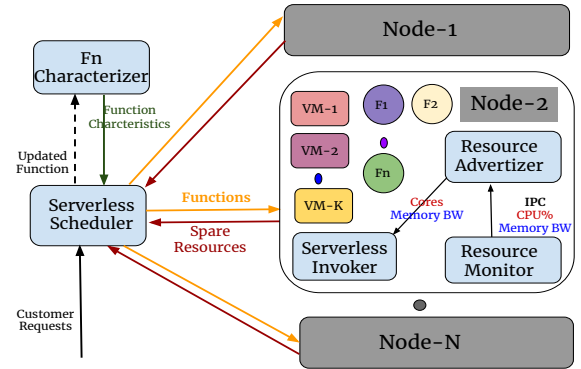 Node-1
Fn
Characterizer
VM-1
F1
F2
Node-2
Function
Charcteristics
VM-2
Resource
Advertizer
Updated
Function
Fn
Serverless
Scheduler
Functions
VM-K
Cores
Memory BW
IPC
CPU%
Memory BW
Spare
Resources
Serverless
Invoker
Resource
Monitor
Customer
Requests
Node-N